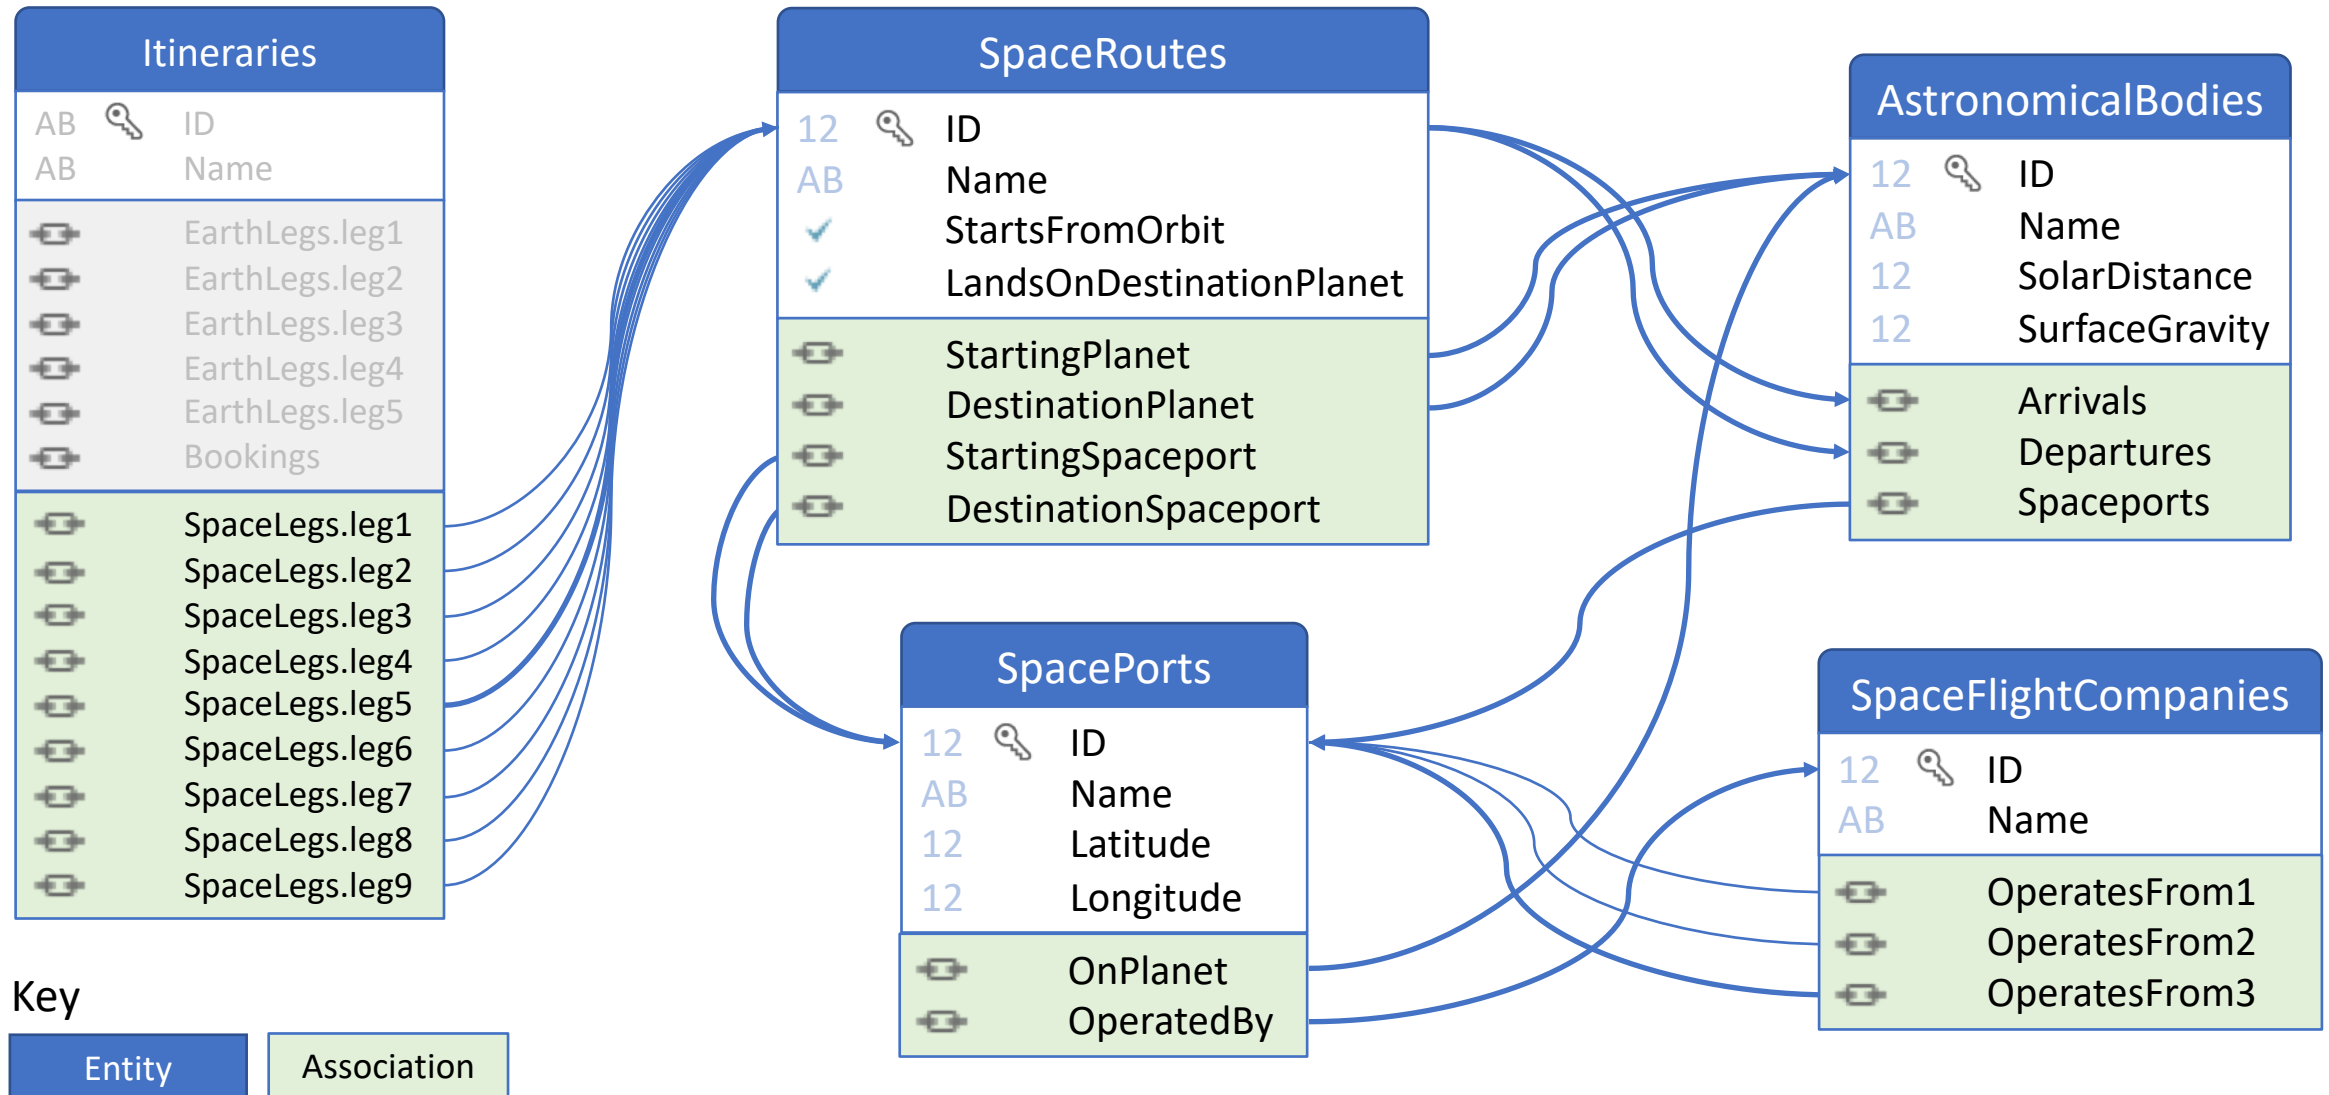 Itineraries
AB ID
AB Name
EarthLegs.leg1
EarthLegs.leg2
EarthLegs.leg3
EarthLegs.leg4
EarthLegs.leg5
Bookings
SpaceLegs.leg1
SpaceLegs.leg2
SpaceLegs.leg3
SpaceLegs.leg4
SpaceLegs.leg5
SpaceLegs.leg6
SpaceLegs.leg7
SpaceLegs.leg8
SpaceLegs.leg9
SpaceRoutes
12 ID
AB Name
StartsFromOrbit
LandsOnDestinationPlanet
StartingPlanet
DestinationPlanet
StartingSpaceport
DestinationSpaceport
AstronomicalBodies
12 ID
AB Name
12 SolarDistance
12 SurfaceGravity
Arrivals
Departures
Spaceports
SpacePorts
12 ID
AB Name
12 Latitude
12 Longitude
OnPlanet
OperatedBy
SpaceFlightCompanies
12 ID
AB Name
OperatesFrom1
OperatesFrom2
OperatesFrom3
Key
Entity
Association